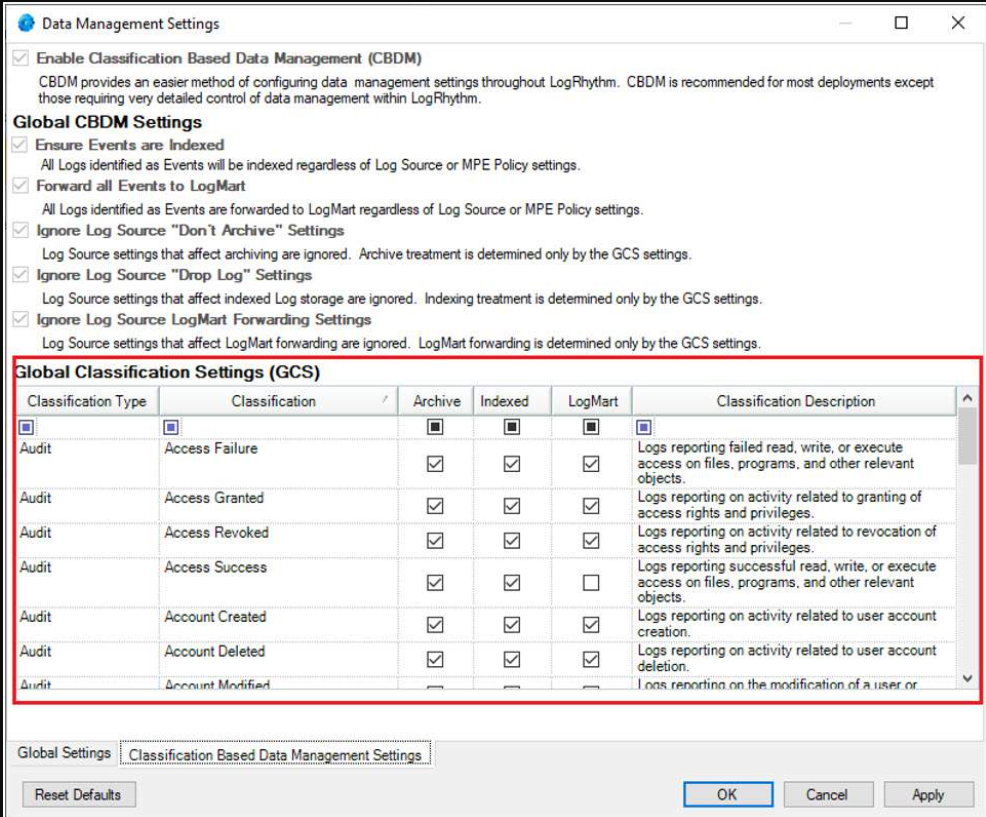 Data Management Settings
Enable Classification Based Data Management (CBDM)
CBDM provides an easier method of configuring data management settings throughout LogRhythm. CBDM is recommended for most deployments except
those requiring very detailed control of data management within LogRhythm.
Global CBDM Settings
Ensure Events are Indexed
All Logs identified as Events will be indexed regardless of Log Source or MPE Policy settings.
Forward all Events to LogMart
All Logs identified as Events are forwarded to LogMart regardless of Log Source or MPE Policy settings.
Ignore Log Source "Don't Archive" Settings
Log Source settings that affect archiving are ignored. Archive treatment is determined only by the GCS settings.
Ignore Log Source "Drop Log" Settings
Log Source settings that affect indexed Log storage are ignored. Indexing treatment is determined only by the GCS settings.
Ignore Log Source LogMart Forwarding Settings
Log Source settings that affect LogMart forwarding are ignored. LogMart forwarding is determined only by the GCS settings.
Global Classification Settings (GCS)
Classification Type Classification Archive Indexed LogMart Classification Description
Audit Access Failure Logs reporting failed read, write, or execute
access on files, programs, and other relevant
objects.
Audit Access Granted Logs reporting on activity related to granting of
access rights and privileges.
Audit Access Revoked Logs reporting on activity related to revocation of
access rights and privileges.
Audit Access Success Logs reporting successful read, write, or execute
access on files, programs, and other relevant
objects.
Audit Account Created Logs reporting on activity related to user account
creation.
Audit Account Deleted Logs reporting on activity related to user account
deletion.
Audit Account Modified Logs reporting on the modification of a user or
Global Settings Classification Based Data Management Settings
Reset Defaults OK Cancel Apply